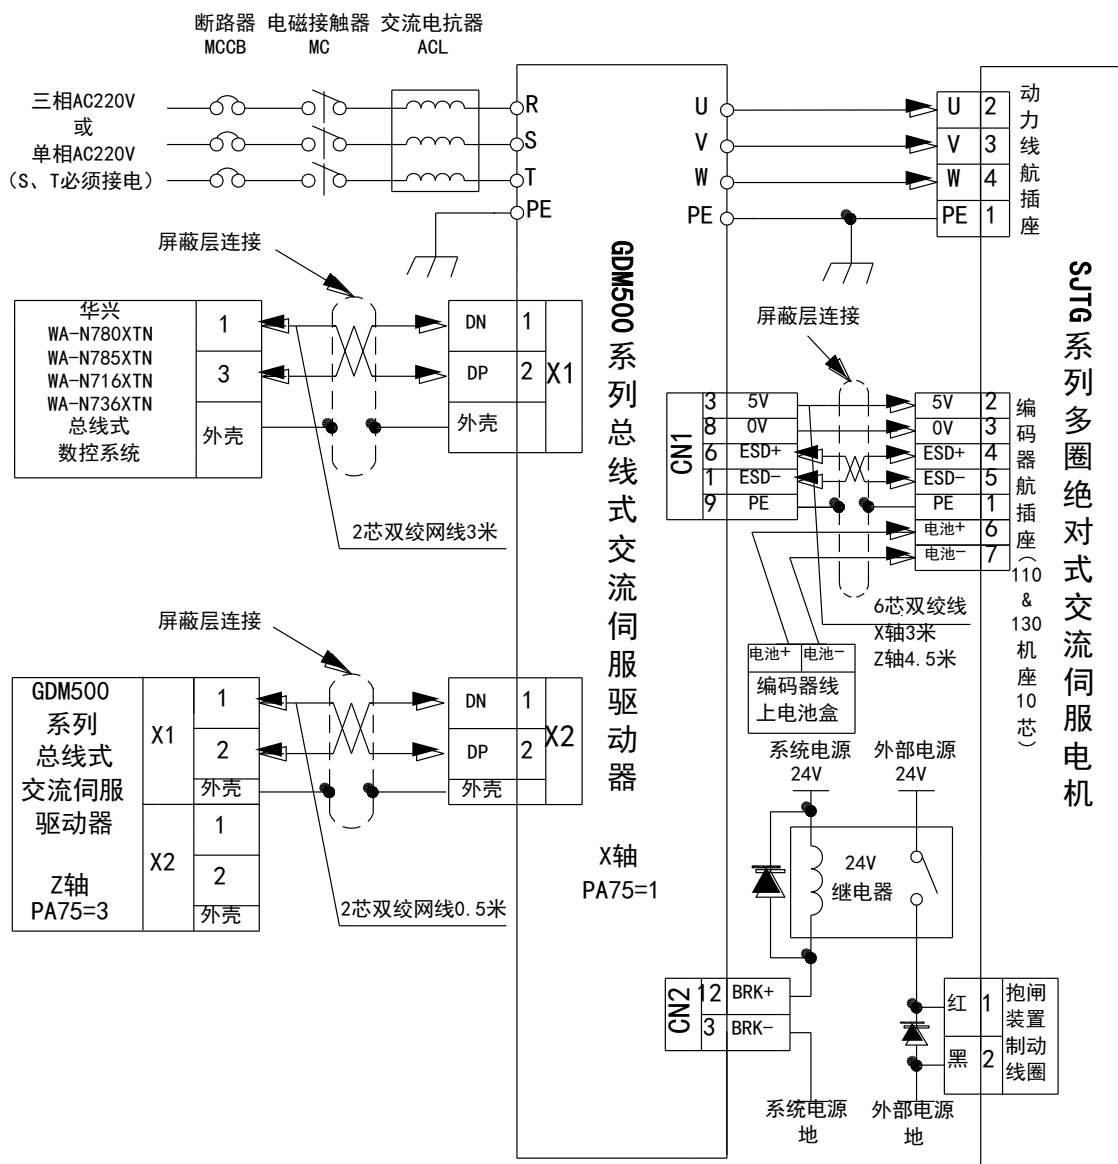 断路器 电磁接触器 交流电抗器
MCCB MC ACL
三相AC220V
或
单相AC220V
(S、T必须接电)
R
S
T
PE
U
V
W
PE
U 2
V 3
W 4
PE 1
动力线航插座
屏蔽层连接
华兴
WA-N780XTN
WA-N785XTN
WA-N716XTN
WA-N736XTN
总线式
数控系统
1
3
外壳
DN 1
DP 2
外壳
X1
2芯双绞网线3米
GDM500系列总线式交流伺服驱动器
X轴
PA75=1
屏蔽层连接
CN1
3 5V
8 0V
6 ESD+
1 ESD-
9 PE
5V 2
0V 3
ESD+ 4
ESD- 5
PE 1
电池+ 6
电池- 7
编码器航插座(110&130机座10芯)
SJTG系列多圈绝对式交流伺服电机
6芯双绞线
X轴3米
Z轴4.5米
电池+ 电池-
编码器线
上电池盒
屏蔽层连接
GDM500
系列
总线式
交流伺服
驱动器
Z轴
PA75=3
X1
1
2
外壳
X2
1
2
外壳
DN 1
DP 2
外壳
X2
2芯双绞网线0.5米
系统电源 外部电源
24V 24V
24V
继电器
CN2
12 BRK+
3 BRK-
红 1
黑 2
抱闸
装置
制动
线圈
系统电源 外部电源
地 地